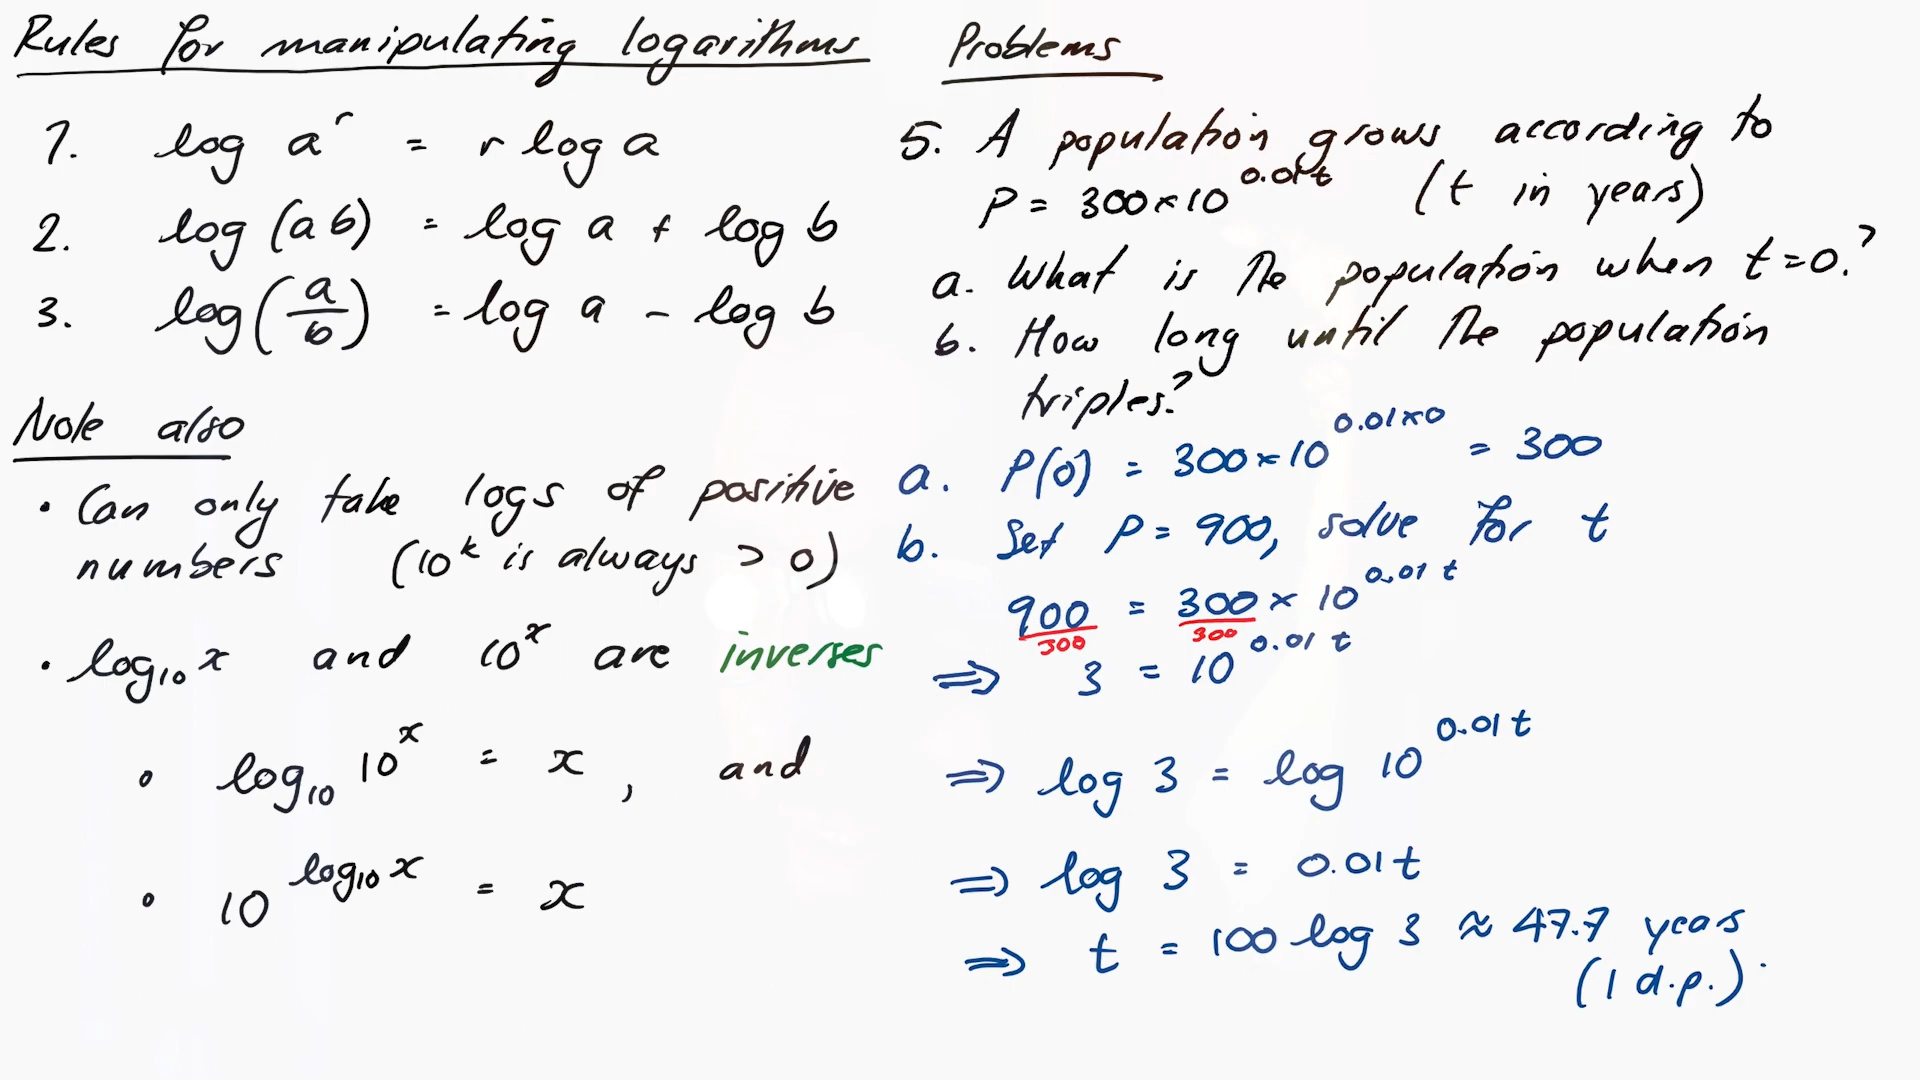 Rules for manipulating logarithms
1. log a^r = r log a
2. log (ab) = log a + log b
3. log(a/b) = log a - log b
Note also
• Can only take logs of positive
numbers (10^k is always > 0)
• log₁₀ x and 10^x are inverses
∘ log₁₀ 10^x = x, and
∘ 10^(log₁₀ x) = x
Problems
5. A population grows according to
P = 300×10^(0.01t) (t in years)
a. What is the population when t=0.?
b. How long until the population
triples?
a. P(0) = 300×10^(0.01×0) = 300
b. Set P = 900, solve for t
900/300 = 300/300 × 10^(0.01t)
⇒ 3 = 10^(0.01t)
⇒ log 3 = log 10^(0.01t)
⇒ log 3 = 0.01t
⇒ t = 100 log 3 ≈ 47.7 years
(1 d.p.).